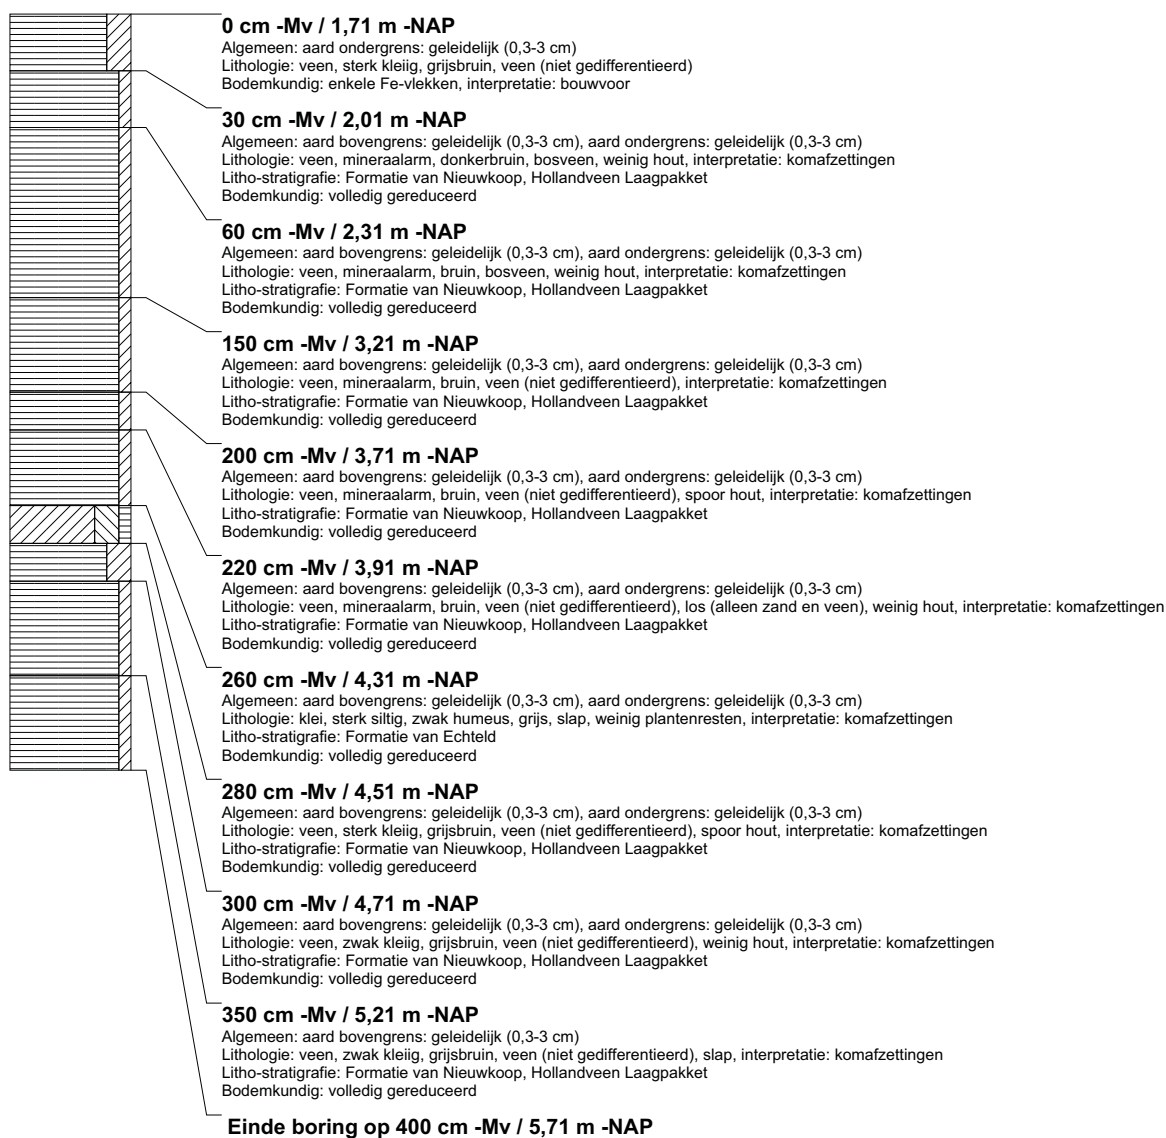 0 cm -Mv / 1,71 m -NAP
Algemeen: aard ondergrens: geleidelijk (0,3-3 cm)
Lithologie: veen, sterk kleiig, grijsbruin, veen (niet gedifferentieerd)
Bodemkundig: enkele Fe-vlekken, interpretatie: bouwvoor
30 cm -Mv / 2,01 m -NAP
Algemeen: aard bovengrens: geleidelijk (0,3-3 cm), aard ondergrens: geleidelijk (0,3-3 cm)
Lithologie: veen, mineraalarm, donkerbruin, bosveen, weinig hout, interpretatie: komafzettingen
Litho-stratigrafie: Formatie van Nieuwkoop, Hollandveen Laagpakket
Bodemkundig: volledig gereduceerd
60 cm -Mv / 2,31 m -NAP
Algemeen: aard bovengrens: geleidelijk (0,3-3 cm), aard ondergrens: geleidelijk (0,3-3 cm)
Lithologie: veen, mineraalarm, bruin, bosveen, weinig hout, interpretatie: komafzettingen
Litho-stratigrafie: Formatie van Nieuwkoop, Hollandveen Laagpakket
Bodemkundig: volledig gereduceerd
150 cm -Mv / 3,21 m -NAP
Algemeen: aard bovengrens: geleidelijk (0,3-3 cm), aard ondergrens: geleidelijk (0,3-3 cm)
Lithologie: veen, mineraalarm, bruin, veen (niet gedifferentieerd), interpretatie: komafzettingen
Litho-stratigrafie: Formatie van Nieuwkoop, Hollandveen Laagpakket
Bodemkundig: volledig gereduceerd
200 cm -Mv / 3,71 m -NAP
Algemeen: aard bovengrens: geleidelijk (0,3-3 cm), aard ondergrens: geleidelijk (0,3-3 cm)
Lithologie: veen, mineraalarm, bruin, veen (niet gedifferentieerd), spoor hout, interpretatie: komafzettingen
Litho-stratigrafie: Formatie van Nieuwkoop, Hollandveen Laagpakket
Bodemkundig: volledig gereduceerd
220 cm -Mv / 3,91 m -NAP
Algemeen: aard bovengrens: geleidelijk (0,3-3 cm), aard ondergrens: geleidelijk (0,3-3 cm)
Lithologie: veen, mineraalarm, bruin, veen (niet gedifferentieerd), los (alleen zand en veen), weinig hout, interpretatie: komafzettingen
Litho-stratigrafie: Formatie van Nieuwkoop, Hollandveen Laagpakket
Bodemkundig: volledig gereduceerd
260 cm -Mv / 4,31 m -NAP
Algemeen: aard bovengrens: geleidelijk (0,3-3 cm), aard ondergrens: geleidelijk (0,3-3 cm)
Lithologie: klei, sterk siltig, zwak humeus, grijs, slap, weinig plantenresten, interpretatie: komafzettingen
Litho-stratigrafie: Formatie van Echteld
Bodemkundig: volledig gereduceerd
280 cm -Mv / 4,51 m -NAP
Algemeen: aard bovengrens: geleidelijk (0,3-3 cm), aard ondergrens: geleidelijk (0,3-3 cm)
Lithologie: veen, sterk kleiig, grijsbruin, veen (niet gedifferentieerd), spoor hout, interpretatie: komafzettingen
Litho-stratigrafie: Formatie van Nieuwkoop, Hollandveen Laagpakket
Bodemkundig: volledig gereduceerd
300 cm -Mv / 4,71 m -NAP
Algemeen: aard bovengrens: geleidelijk (0,3-3 cm), aard ondergrens: geleidelijk (0,3-3 cm)
Lithologie: veen, zwak kleiig, grijsbruin, veen (niet gedifferentieerd), weinig hout, interpretatie: komafzettingen
Litho-stratigrafie: Formatie van Nieuwkoop, Hollandveen Laagpakket
Bodemkundig: volledig gereduceerd
350 cm -Mv / 5,21 m -NAP
Algemeen: aard bovengrens: geleidelijk (0,3-3 cm)
Lithologie: veen, zwak kleiig, grijsbruin, veen (niet gedifferentieerd), slap, interpretatie: komafzettingen
Litho-stratigrafie: Formatie van Nieuwkoop, Hollandveen Laagpakket
Bodemkundig: volledig gereduceerd
Einde boring op 400 cm -Mv / 5,71 m -NAP